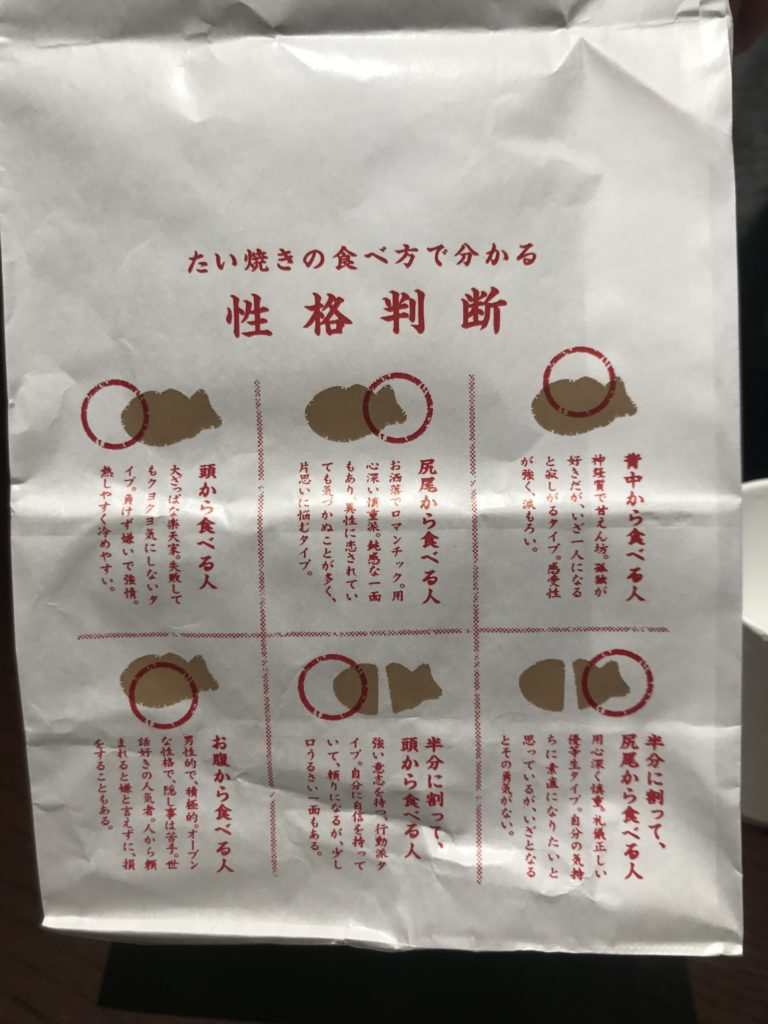 たい焼きの食べ方で分かる
性格判断
背中から食べる人
神経質で甘えん坊。孤独が
好きだが、いざ一人になる
と寂しがるタイプ。感受性
が強く、涙もろい。
尻尾から食べる人
お洒落でロマンチック。用
心深い慎重派。鈍感な一面
もあり、異性に恋されてい
ても気づかぬことが多く、
片思いに悩むタイプ。
頭から食べる人
大ざっぱな楽天家。失敗して
もクヨクヨ気にしないタ
イプ。負けず嫌いで強情。
熱しやすく冷めやすい。
半分に割って、
尻尾から食べる人
用心深く慎重。礼儀正しい
優等生タイプ。自分の気持
ちに素直になりたいと
思っているが、いざとなる
とその勇気がない。
半分に割って、
頭から食べる人
強い意志を持つ、行動派タ
イプ。自分に自信を持って
いて、頼りになるが、少し
口うるさい一面もある。
お腹から食べる人
男性的で、積極的。オープン
な性格で、隠し事は苦手。世
話好きの人気者。人から頼
まれると嫌と言えずに、損
をすることもある。